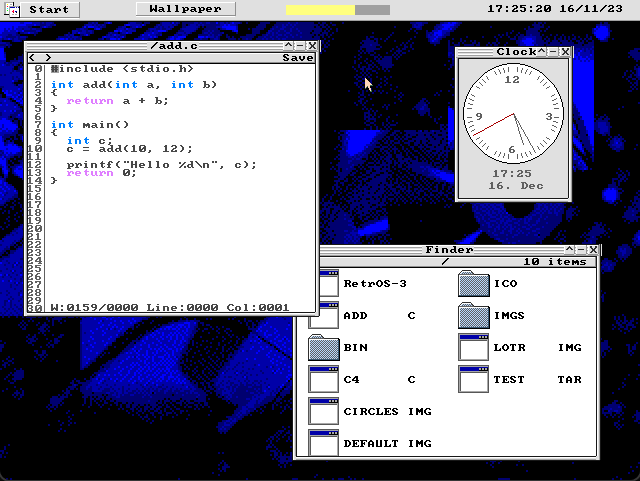 Start
Wallpaper
17:25:20 16/11/23
/add.c
< >
Save
0 #include <stdio.h>
1
2 int add(int a, int b)
3 {
4   return a + b;
5 }
6
7 int main()
8 {
9   int c;
10   c = add(10, 12);
11
12   printf("Hello %d\n", c);
13   return 0;
14 }
15
16
17
18
19
20
21
22
23
24
25
26
27
28
29
30
W:0159/0000 Line:0000 Col:0001
Clock
12
9 3
6
17:25
16. Dec
Finder
/ 10 items
RetrOS-3 ICO
ADD C IMGS
BIN LOTR IMG
C4 C TEST TAR
CIRCLES IMG
DEFAULT IMG